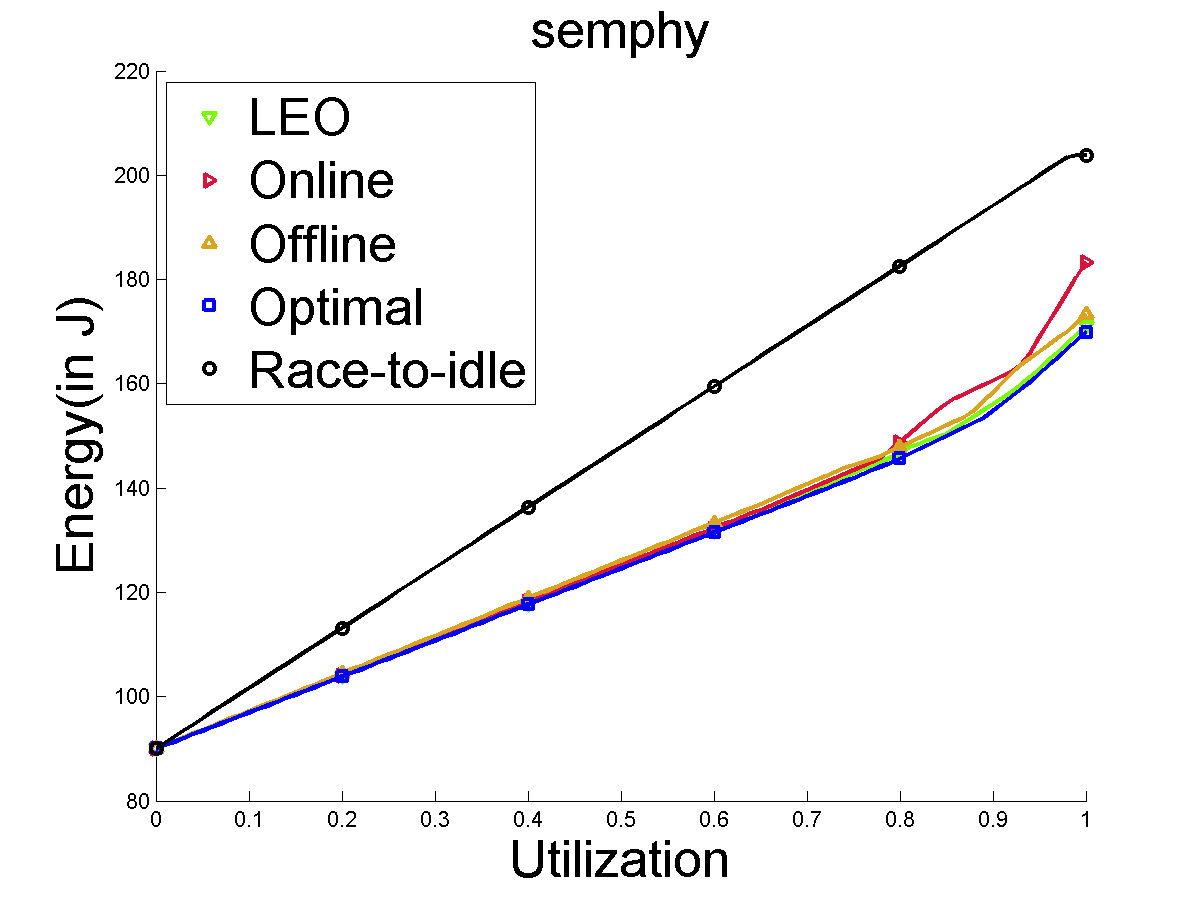 semphy
220
200
180
160
140
120
100
80
Energy(in J)
LEO
Online
Offline
Optimal
Race-to-idle
0 0.1 0.2 0.3 0.4 0.5 0.6 0.7 0.8 0.9 1
Utilization